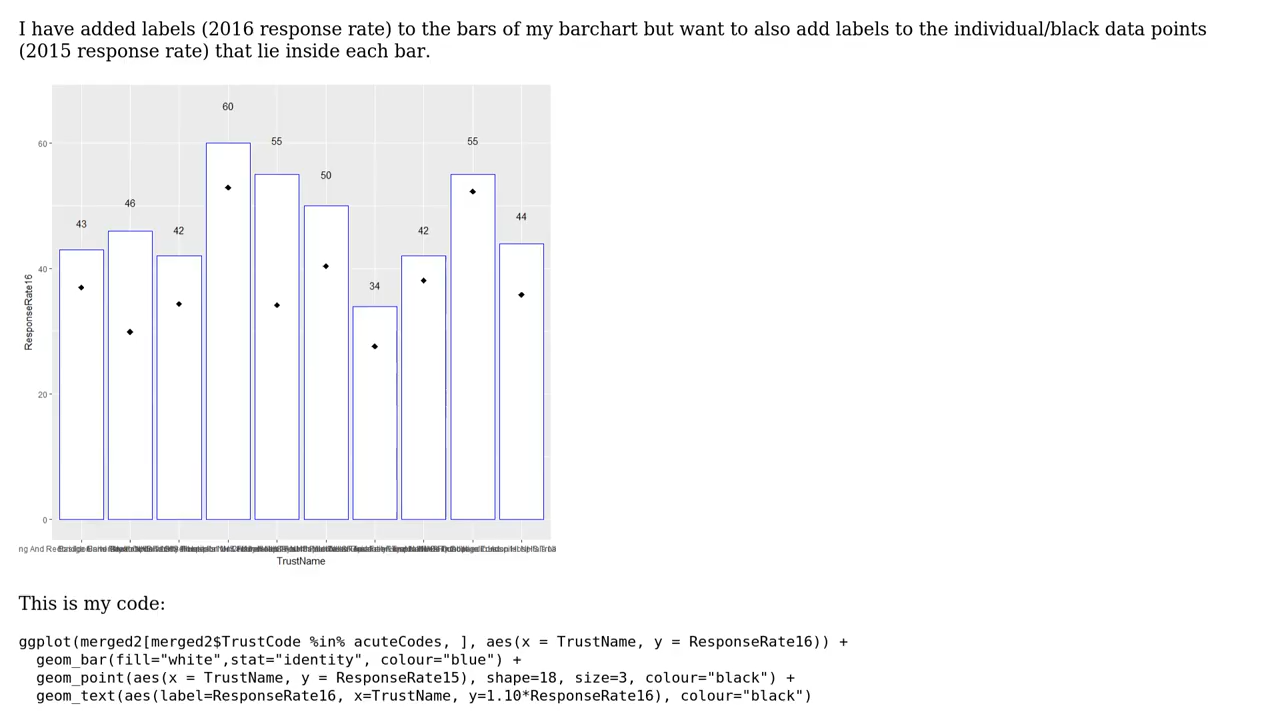 I have added labels (2016 response rate) to the bars of my barchart but want to also add labels to the individual/black data points
(2015 response rate) that lie inside each bar.
60
60
55
55
50
46
44
43
42
42
40
34
20
0
ResponseRate16
TrustName
This is my code:
ggplot(merged2[merged2$TrustCode %in% acuteCodes, ], aes(x = TrustName, y = ResponseRate16)) +
  geom_bar(fill="white",stat="identity", colour="blue") +
  geom_point(aes(x = TrustName, y = ResponseRate15), shape=18, size=3, colour="black") +
  geom_text(aes(label=ResponseRate16, x=TrustName, y=1.10*ResponseRate16), colour="black")